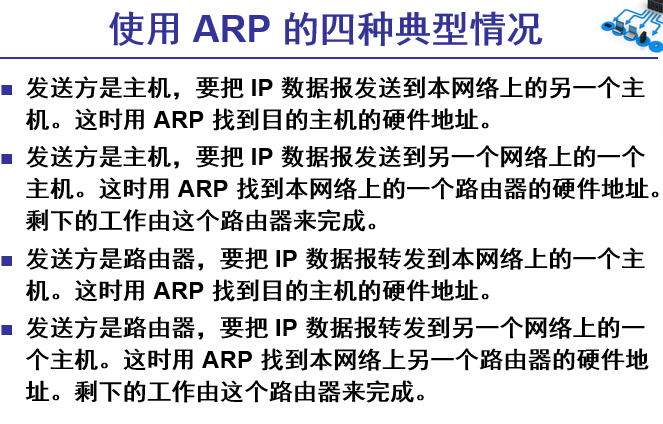 使用 ARP 的四种典型情况
发送方是主机，要把 IP 数据报发送到本网络上的另一个主
机。这时用 ARP 找到目的主机的硬件地址。
发送方是主机，要把 IP 数据报发送到另一个网络上的一个
主机。这时用 ARP 找到本网络上的一个路由器的硬件地址。
剩下的工作由这个路由器来完成。
发送方是路由器，要把 IP 数据报转发到本网络上的一个主
机。这时用 ARP 找到目的主机的硬件地址。
发送方是路由器，要把 IP 数据报转发到另一个网络上的一
个主机。这时用 ARP 找到本网络上另一个路由器的硬件地
址。剩下的工作由这个路由器来完成。